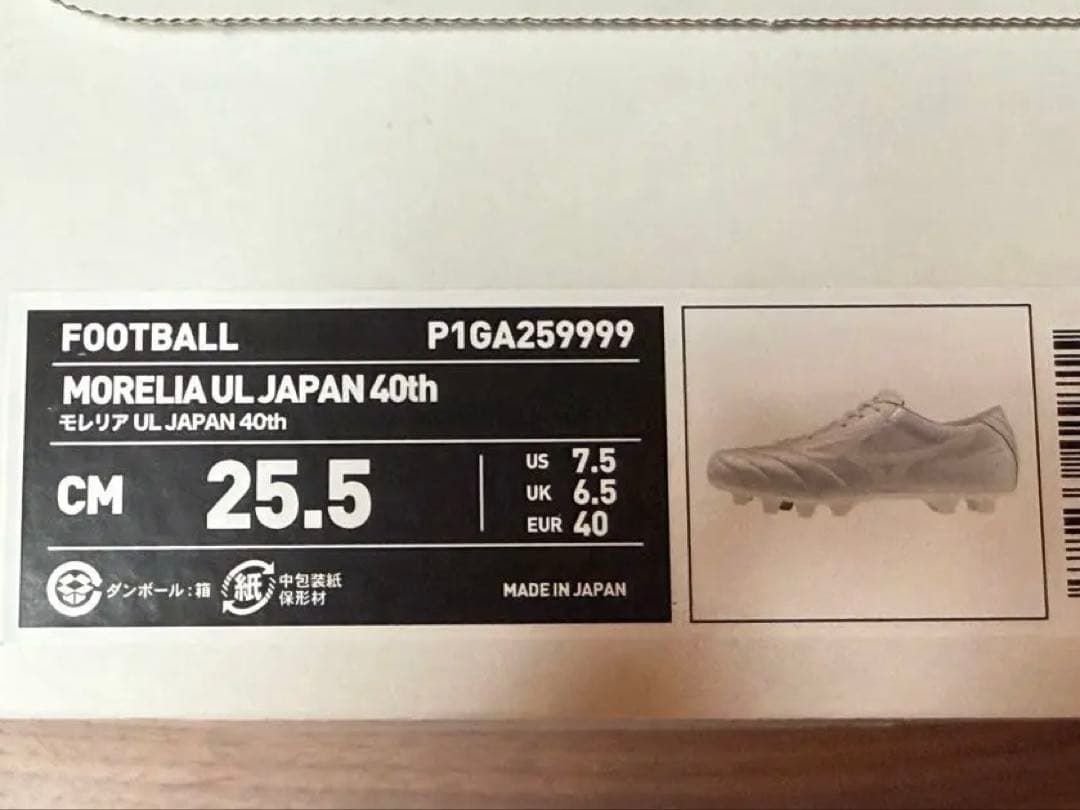 FOOTBALL P1GA259999
MORELIA UL JAPAN 40th
モレリア UL JAPAN 40th
CM 25.5
US 7.5
UK 6.5
EUR 40
ダンボール:箱
紙
中包装紙
保形材
MADE IN JAPAN